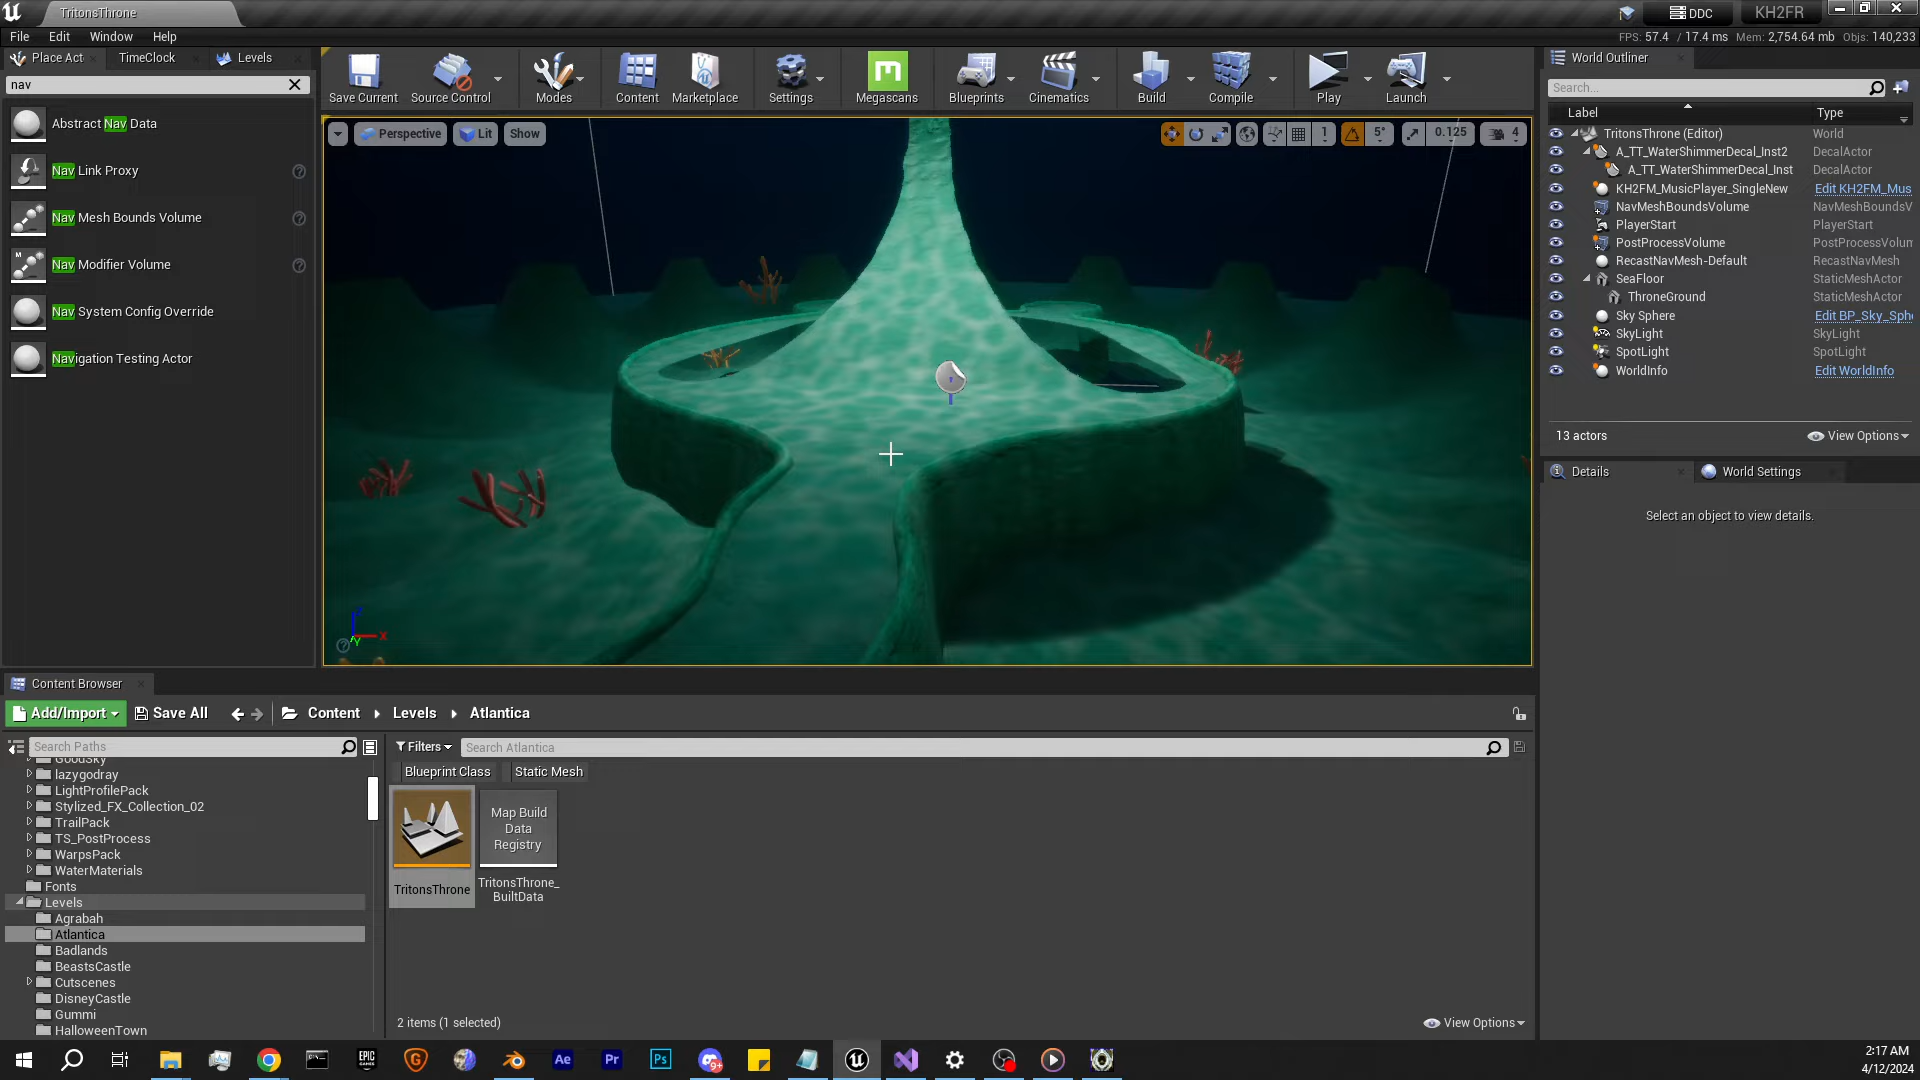 TritonsThrone
DDC
KH2FR
File Edit Window Help
FPS: 57.4 / 17.4 ms Mem: 2,754.64 mb Objs: 140,233
Place Act TimeClock Levels
nav
Abstract Nav Data
Nav Link Proxy
Nav Mesh Bounds Volume
Nav Modifier Volume
Nav System Config Override
Navigation Testing Actor
Save Current Source Control Modes Content Marketplace Settings Megascans Blueprints Cinematics Build Compile Play Launch
Perspective Lit Show
1 5° 0.125 4
Z
X
Y
World Outliner
Search...
Label Type
TritonsThrone (Editor) World
A_TT_WaterShimmerDecal_Inst2 DecalActor
A_TT_WaterShimmerDecal_Inst DecalActor
KH2FM_MusicPlayer_SingleNew Edit KH2FM_Mus
NavMeshBoundsVolume NavMeshBoundsV
PlayerStart PlayerStart
PostProcessVolume PostProcessVolum
RecastNavMesh-Default RecastNavMesh
SeaFloor StaticMeshActor
ThroneGround StaticMeshActor
Sky Sphere Edit BP_Sky_Sph
SkyLight SkyLight
SpotLight SpotLight
WorldInfo Edit WorldInfo
13 actors View Options
Details World Settings
Select an object to view details.
Content Browser
Add/Import Save All Content Levels Atlantica
Search Paths
GoodSky
lazygodray
LightProfilePack
Stylized_FX_Collection_02
TrailPack
TS_PostProcess
WarpsPack
WaterMaterials
Fonts
Levels
Agrabah
Atlantica
Badlands
BeastsCastle
Cutscenes
DisneyCastle
Gummi
HalloweenTown
Filters Search Atlantica
Blueprint Class Static Mesh
Map Build
Data
Registry
TritonsThrone
TritonsThrone_
BuiltData
2 items (1 selected) View Options
EPIC
GAMES
Ae Pr Ps
9+
2:17 AM
4/12/2024